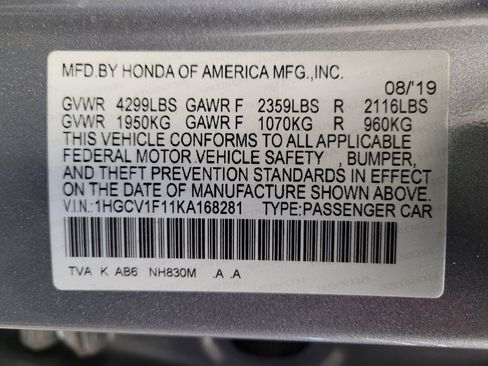 MFD.BY HONDA OF AMERICA MFG.,INC.
08/'19
GVWR 4299LBS GAWR F 2359LBS R 2116LBS
GVWR 1950KG GAWR F 1070KG R 960KG
THIS VEHICLE CONFORMS TO ALL APPLICABLE
FEDERAL MOTOR VEHICLE SAFETY , BUMPER,
AND THEFT PREVENTION STANDARDS IN EFFECT
ON THE DATE OF MANUFACTURE SHOWN ABOVE.
V.I.N.:1HGCV1F11KA168281 TYPE:PASSENGER CAR
TVA K AB6 NH830M .A .A